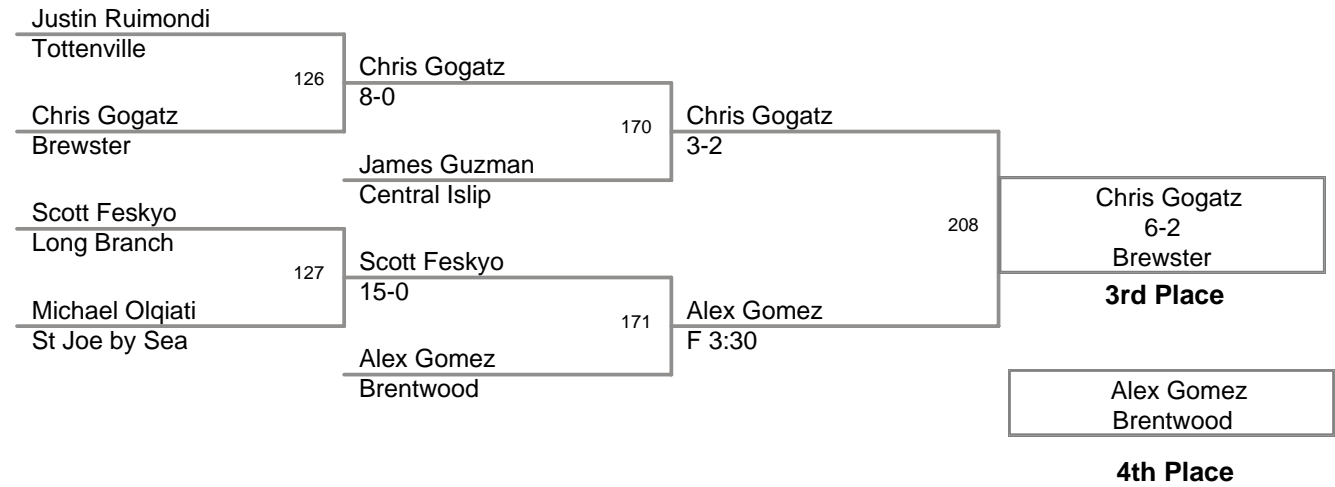 Justin Ruimondi
Tottenville
126
Chris Gogatz
8-0
Chris Gogatz
Brewster
170
Chris Gogatz
3-2
James Guzman
Central Islip
Scott Feskyo
Long Branch
208
Chris Gogatz
6-2
Brewster
3rd Place
127
Scott Feskyo
15-0
Michael Olqiati
St Joe by Sea
171
Alex Gomez
F 3:30
Alex Gomez
Brentwood
Alex Gomez
Brentwood
4th Place